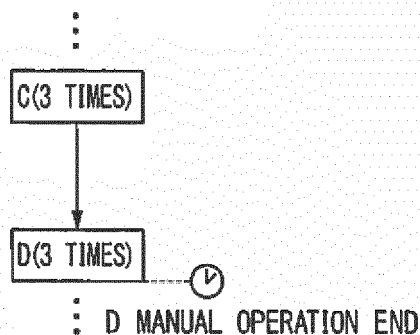 C(3 TIMES)
D(3 TIMES)
D MANUAL OPERATION END